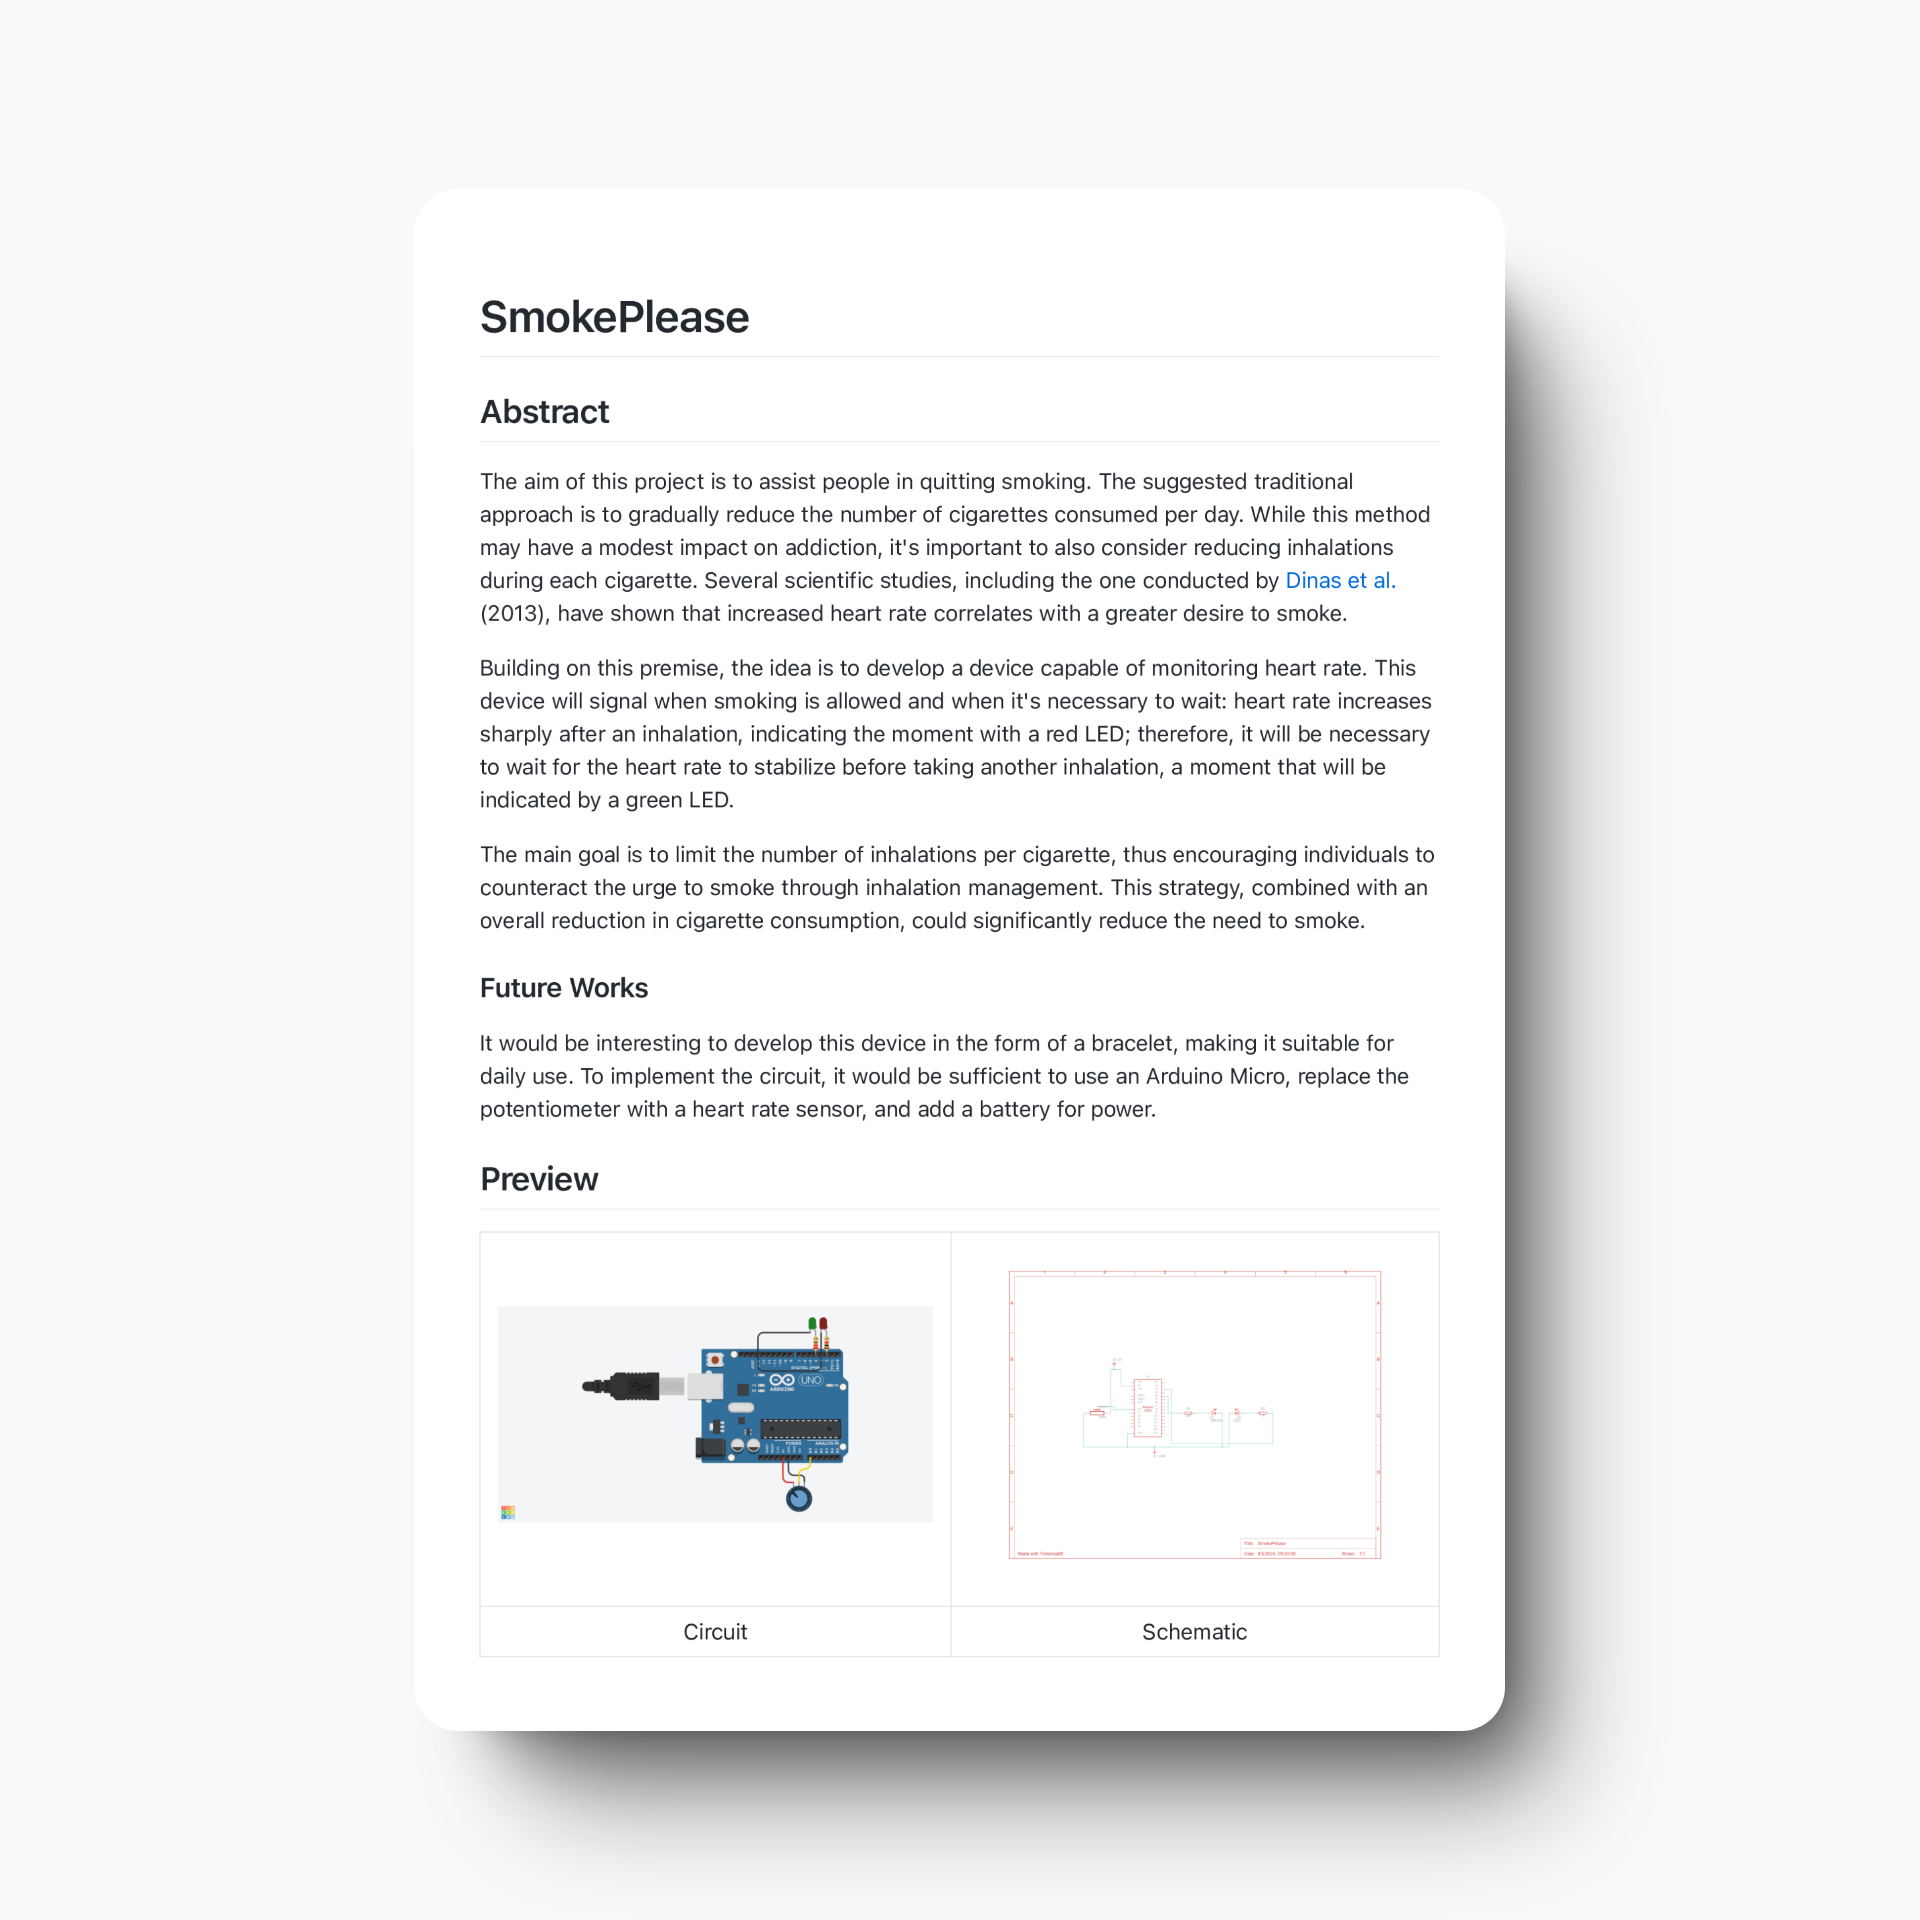 SmokePlease
Abstract
The aim of this project is to assist people in quitting smoking. The suggested traditional
approach is to gradually reduce the number of cigarettes consumed per day. While this method
may have a modest impact on addiction, it's important to also consider reducing inhalations
during each cigarette. Several scientific studies, including the one conducted by Dinas et al.
(2013), have shown that increased heart rate correlates with a greater desire to smoke.
Building on this premise, the idea is to develop a device capable of monitoring heart rate. This
device will signal when smoking is allowed and when it's necessary to wait: heart rate increases
sharply after an inhalation, indicating the moment with a red LED; therefore, it will be necessary
to wait for the heart rate to stabilize before taking another inhalation, a moment that will be
indicated by a green LED.
The main goal is to limit the number of inhalations per cigarette, thus encouraging individuals to
counteract the urge to smoke through inhalation management. This strategy, combined with an
overall reduction in cigarette consumption, could significantly reduce the need to smoke.
Future Works
It would be interesting to develop this device in the form of a bracelet, making it suitable for
daily use. To implement the circuit, it would be sufficient to use an Arduino Micro, replace the
potentiometer with a heart rate sensor, and add a battery for power.
Preview
ARDUINO
UNO
POWER
ANALOG IN
Title: SmokePlease
Made with Tinkercad®
Sheet: 1/1
Circuit
Schematic